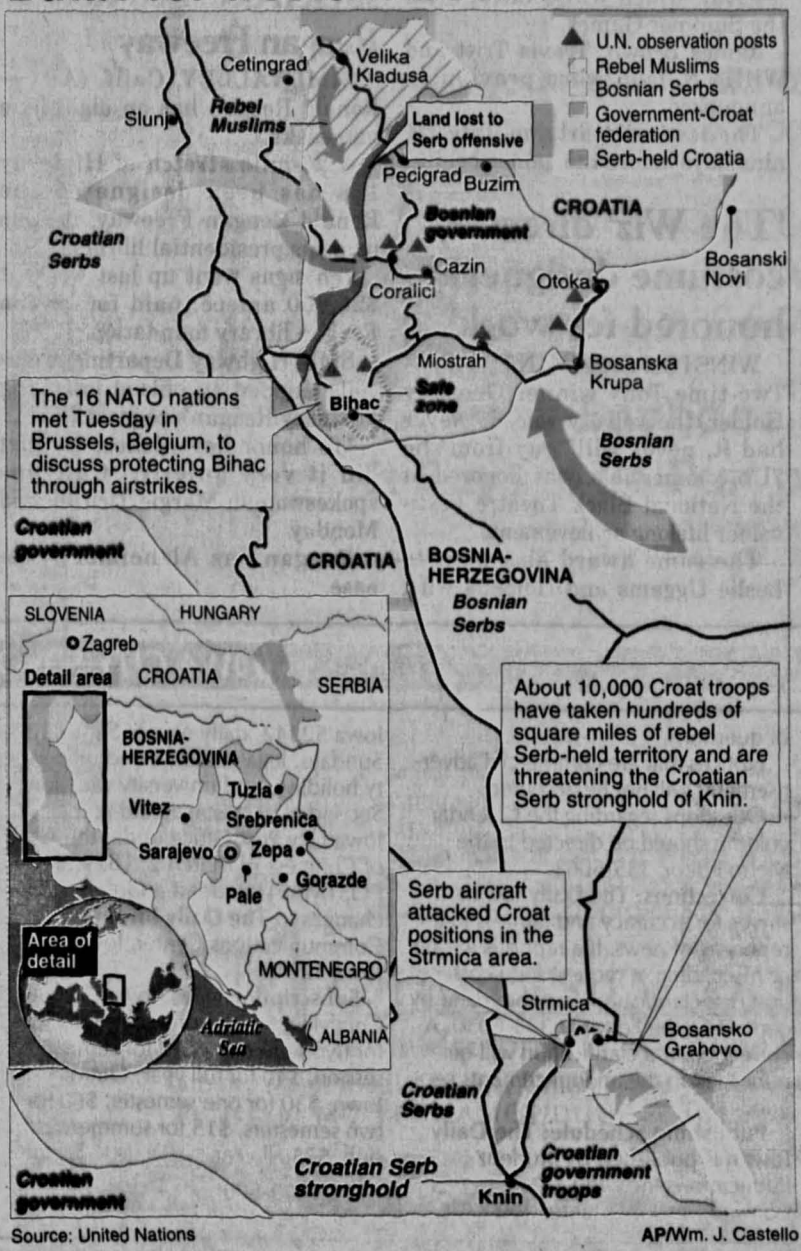 U.N. observation posts
Rebel Muslims
Bosnian Serbs
Government-Croat
federation
Serb-held Croatia
Velika
Kladusa
Cetingrad
Slunj
Rebel
Muslims
Land lost to
Serb offensive
Pecigrad
Buzim
CROATIA
Bosnian
government
Croatian
Serbs
Cazin
Coralici
Otoka
Bosanski
Novi
Miostrah
Bosanska
Krupa
Safe
zone
Bihac
The 16 NATO nations
met Tuesday in
Brussels, Belgium, to
discuss protecting Bihac
through airstrikes.
Bosnian
Serbs
Croatian
government
CROATIA
BOSNIA-
HERZEGOVINA
Bosnian
Serbs
SLOVENIA
HUNGARY
Zagreb
Detail area
CROATIA
SERBIA
BOSNIA-
HERZEGOVINA
Tuzla
Vitez
Srebrenica
Sarajevo
Zepa
Pale
Gorazde
Area of
detail
MONTENEGRO
Adriatic
Sea
ALBANIA
About 10,000 Croat troops
have taken hundreds of
square miles of rebel
Serb-held territory and are
threatening the Croatian
Serb stronghold of Knin.
Serb aircraft
attacked Croat
positions in the
Strmica area.
Strmica
Bosansko
Grahovo
Croatian
Serbs
Croatian
government
troops
Croatian Serb
stronghold
Knin
Croatian
government
Source: United Nations
AP/Wm. J. Castello